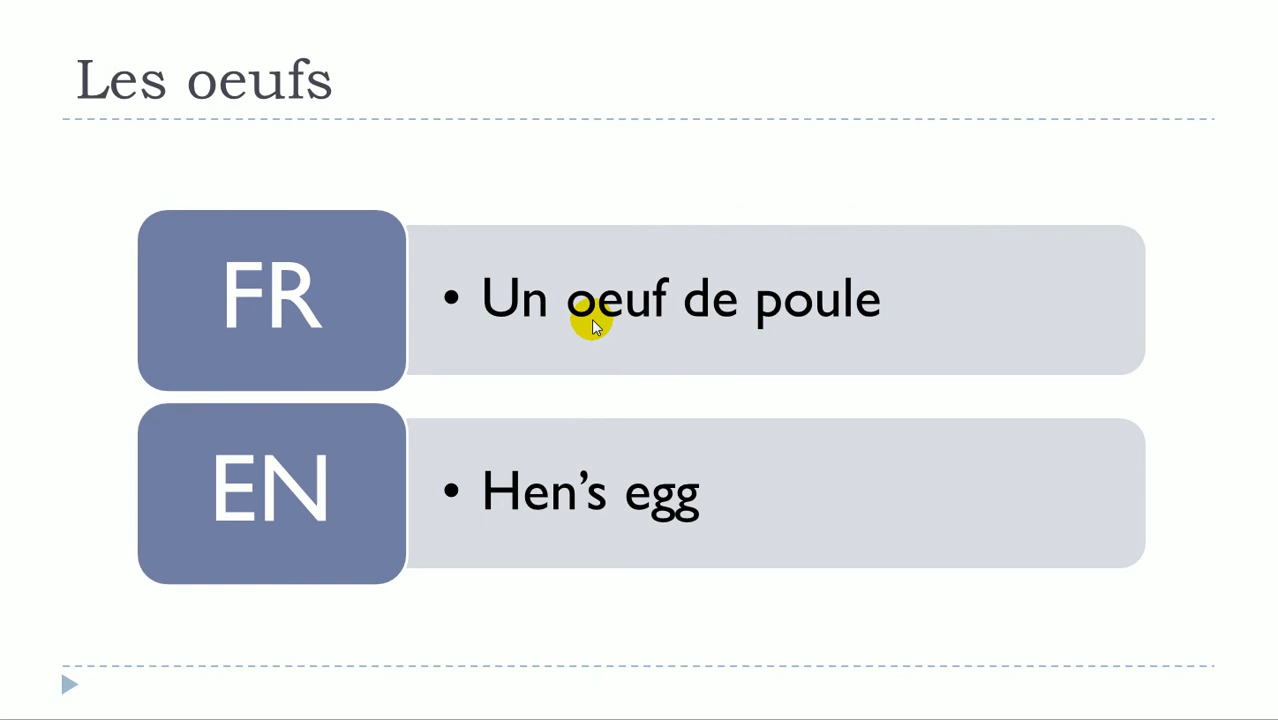 Les oeufs
FR
• Un oeuf de poule
EN
• Hen’s egg